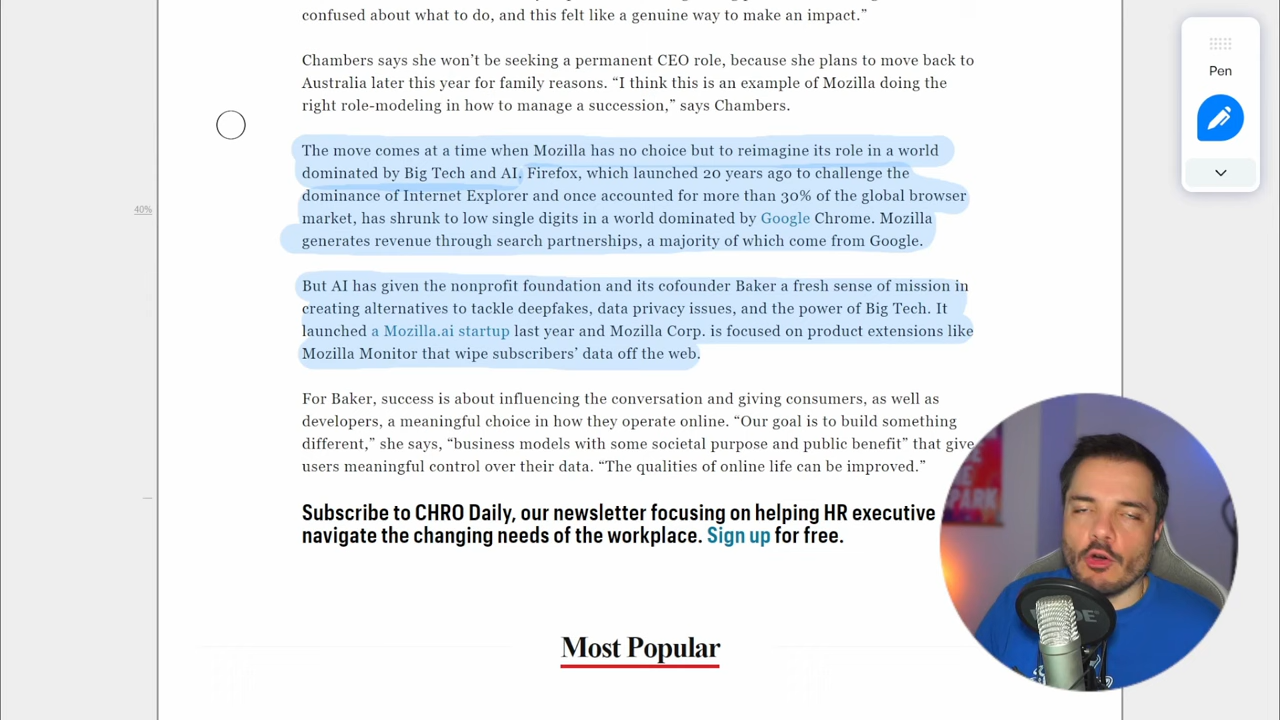 confused about what to do, and this felt like a genuine way to make an impact.”
Chambers says she won’t be seeking a permanent CEO role, because she plans to move back to
Australia later this year for family reasons. “I think this is an example of Mozilla doing the
right role-modeling in how to manage a succession,” says Chambers.
The move comes at a time when Mozilla has no choice but to reimagine its role in a world
dominated by Big Tech and AI. Firefox, which launched 20 years ago to challenge the
dominance of Internet Explorer and once accounted for more than 30% of the global browser
market, has shrunk to low single digits in a world dominated by Google Chrome. Mozilla
generates revenue through search partnerships, a majority of which come from Google.
But AI has given the nonprofit foundation and its cofounder Baker a fresh sense of mission in
creating alternatives to tackle deepfakes, data privacy issues, and the power of Big Tech. It
launched a Mozilla.ai startup last year and Mozilla Corp. is focused on product extensions like
Mozilla Monitor that wipe subscribers’ data off the web.
For Baker, success is about influencing the conversation and giving consumers, as well as
developers, a meaningful choice in how they operate online. “Our goal is to build something
different,” she says, “business models with some societal purpose and public benefit” that give
users meaningful control over their data. “The qualities of online life can be improved.”
Subscribe to CHRO Daily, our newsletter focusing on helping HR executive
navigate the changing needs of the workplace. Sign up for free.
Most Popular
Pen
40%